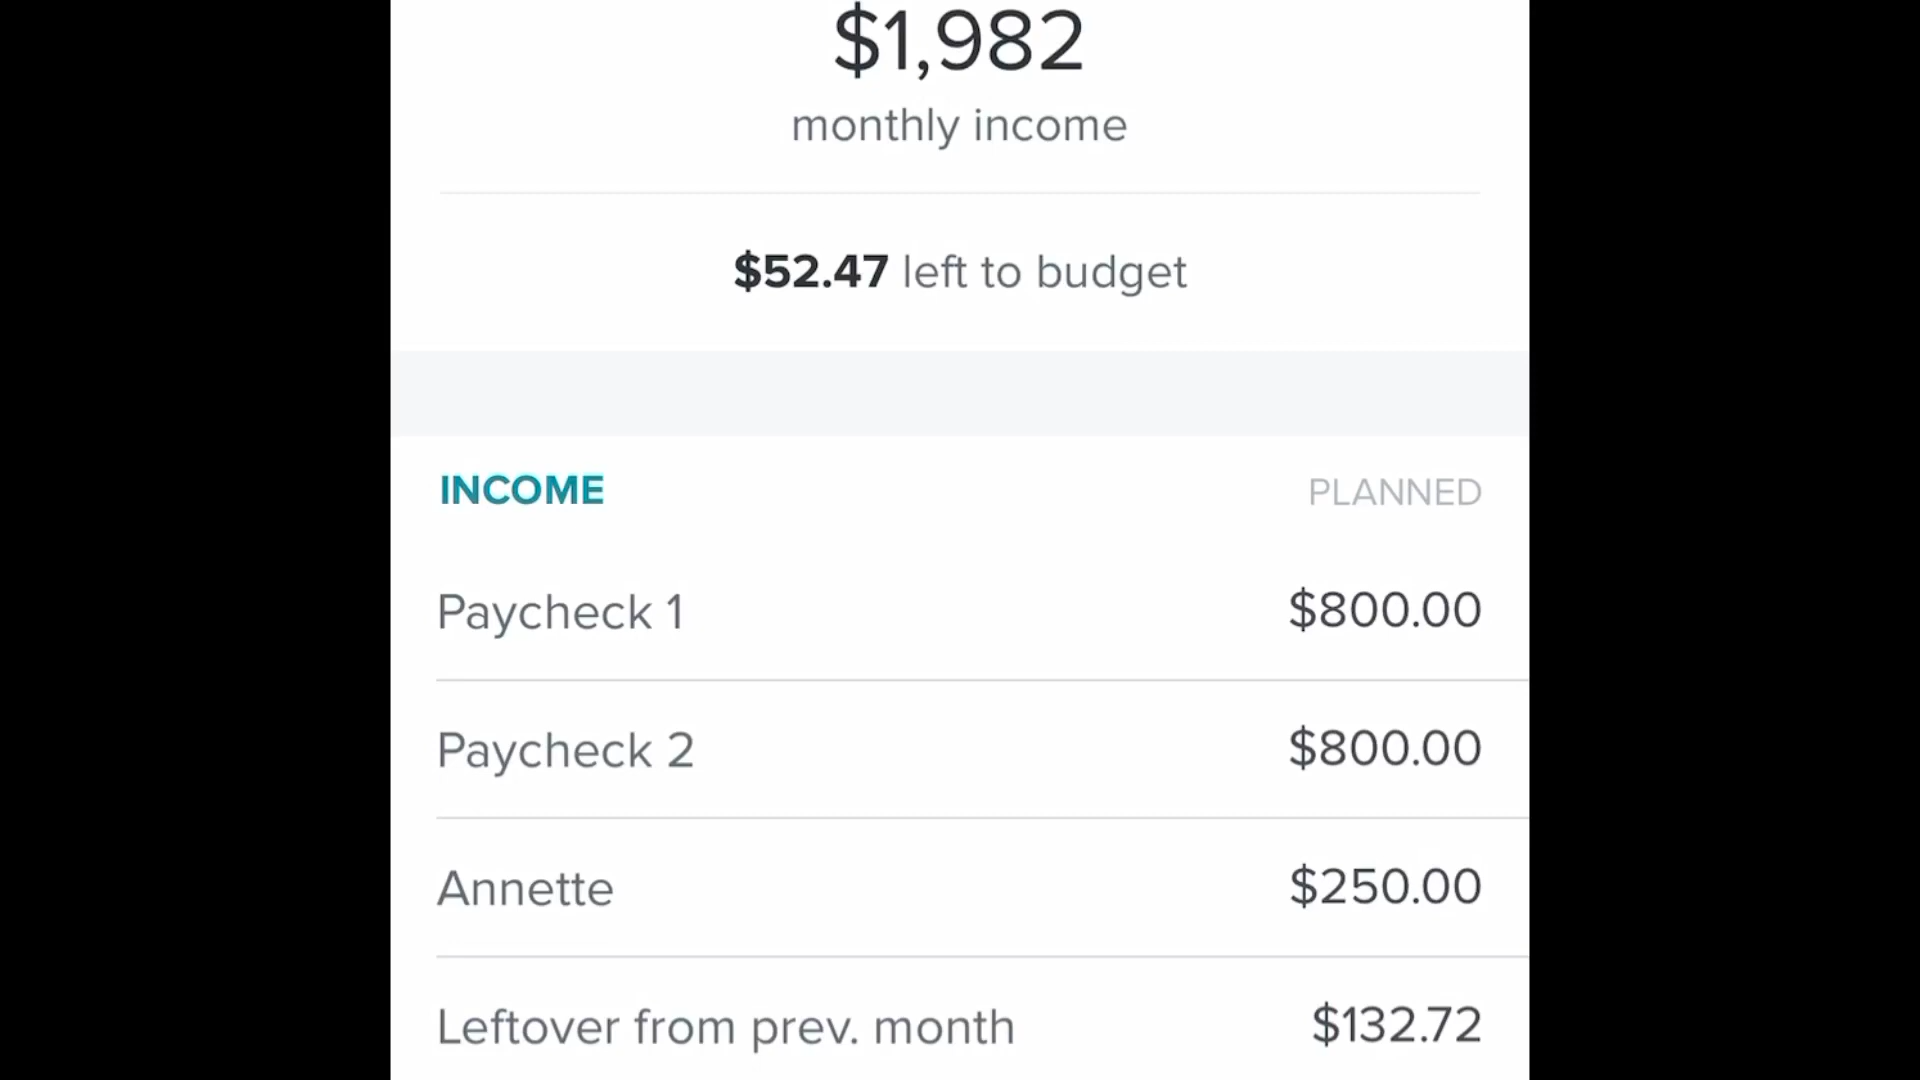 $1,982
monthly income
$52.47 left to budget
INCOME PLANNED
Paycheck 1 $800.00
Paycheck 2 $800.00
Annette $250.00
Leftover from prev. month $132.72